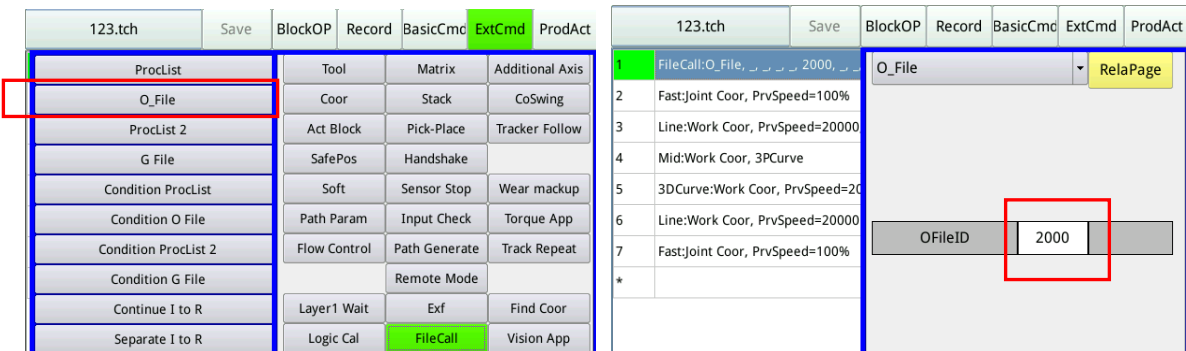 123.tch Save BlockOP Record BasicCmd ExtCmd ProdAct
ProcList Tool Matrix Additional Axis
O_File Coor Stack CoSwing
ProcList 2 Act Block Pick-Place Tracker Follow
G File SafePos Handshake
Condition ProcList Soft Sensor Stop Wear mackup
Condition O File Path Param Input Check Torque App
Condition ProcList 2 Flow Control Path Generate Track Repeat
Condition G File Remote Mode
Continue I to R Layer1 Wait Exf Find Coor
Separate I to R Logic Cal FileCall Vision App
123.tch Save BlockOP Record BasicCmd ExtCmd ProdAct
1 FileCall:O_File, _, _, _, _, 2000, _, _,
2 Fast:Joint Coor, PrvSpeed=100%
3 Line:Work Coor, PrvSpeed=20000
4 Mid:Work Coor, 3PCurve
5 3DCurve:Work Coor, PrvSpeed=20
6 Line:Work Coor, PrvSpeed=20000
7 Fast:Joint Coor, PrvSpeed=100%
*
O_File RelaPage
OFileID 2000